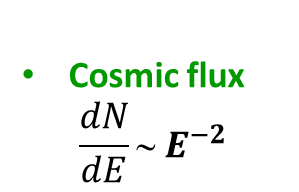 • Cosmic flux
dN/dE ~ E⁻²